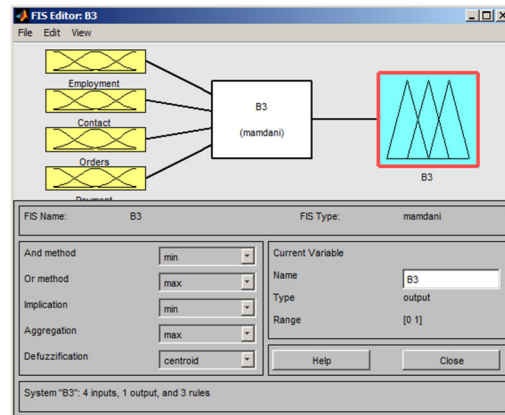 FIS Editor: B3
File Edit View
Employment
Contact
Orders
Payment
B3
(mamdani)
B3
FIS Name: B3 FIS Type: mamdani
And method min
Or method max
Implication min
Aggregation max
Defuzzification centroid
Current Variable
Name B3
Type output
Range [0 1]
Help Close
System "B3": 4 inputs, 1 output, and 3 rules